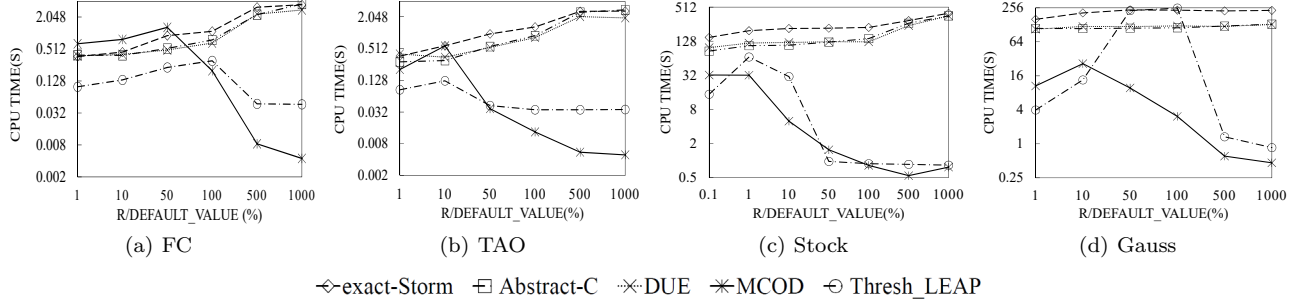 CPU TIME(S)
2.048
0.512
0.128
0.032
0.008
0.002
1 10 50 100 500 1000
R/DEFAULT_VALUE (%)
(a) FC
CPU TIME(S)
2.048
0.512
0.128
0.032
0.008
0.002
1 10 50 100 500 1000
R/DEFAULT_VALUE(%)
(b) TAO
CPU TIME(S)
512
128
32
8
2
0.5
0.1 1 10 50 100 500 1000
R/DEFAULT_VALUE(%)
(c) Stock
CPU TIME(S)
256
64
16
4
1
0.25
1 10 50 100 500 1000
R/DEFAULT_VALUE(%)
(d) Gauss
exact-Storm Abstract-C DUE MCOD Thresh_LEAP